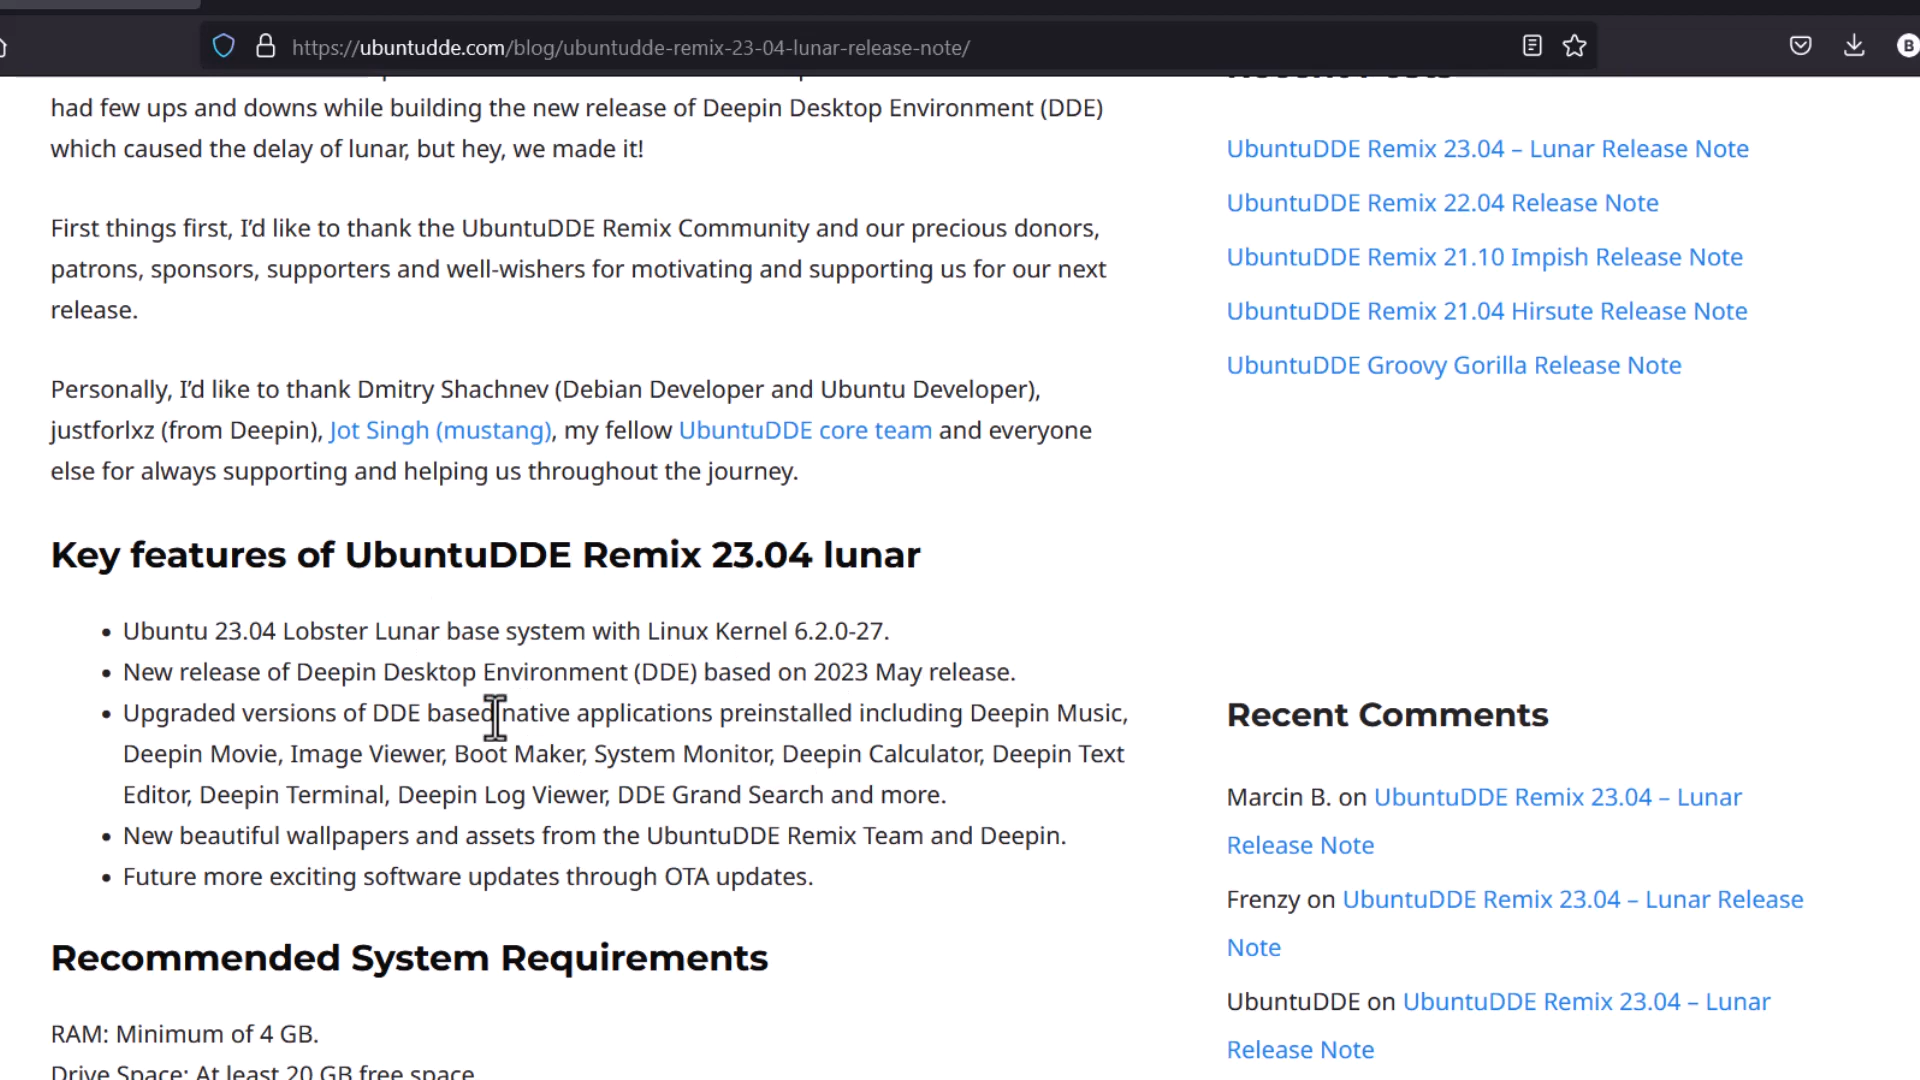 https://ubuntudde.com/blog/ubuntudde-remix-23-04-lunar-release-note/
B
had few ups and downs while building the new release of Deepin Desktop Environment (DDE)
which caused the delay of lunar, but hey, we made it!
First things first, I’d like to thank the UbuntuDDE Remix Community and our precious donors,
patrons, sponsors, supporters and well-wishers for motivating and supporting us for our next
release.
Personally, I’d like to thank Dmitry Shachnev (Debian Developer and Ubuntu Developer),
justforlxz (from Deepin), Jot Singh (mustang), my fellow UbuntuDDE core team and everyone
else for always supporting and helping us throughout the journey.
Key features of UbuntuDDE Remix 23.04 lunar
• Ubuntu 23.04 Lobster Lunar base system with Linux Kernel 6.2.0-27.
• New release of Deepin Desktop Environment (DDE) based on 2023 May release.
• Upgraded versions of DDE based native applications preinstalled including Deepin Music,
Deepin Movie, Image Viewer, Boot Maker, System Monitor, Deepin Calculator, Deepin Text
Editor, Deepin Terminal, Deepin Log Viewer, DDE Grand Search and more.
• New beautiful wallpapers and assets from the UbuntuDDE Remix Team and Deepin.
• Future more exciting software updates through OTA updates.
Recommended System Requirements
RAM: Minimum of 4 GB.
Drive Space: At least 20 GB free space
Recent Posts
UbuntuDDE Remix 23.04 – Lunar Release Note
UbuntuDDE Remix 22.04 Release Note
UbuntuDDE Remix 21.10 Impish Release Note
UbuntuDDE Remix 21.04 Hirsute Release Note
UbuntuDDE Groovy Gorilla Release Note
Recent Comments
Marcin B. on UbuntuDDE Remix 23.04 – Lunar
Release Note
Frenzy on UbuntuDDE Remix 23.04 – Lunar Release
Note
UbuntuDDE on UbuntuDDE Remix 23.04 – Lunar
Release Note